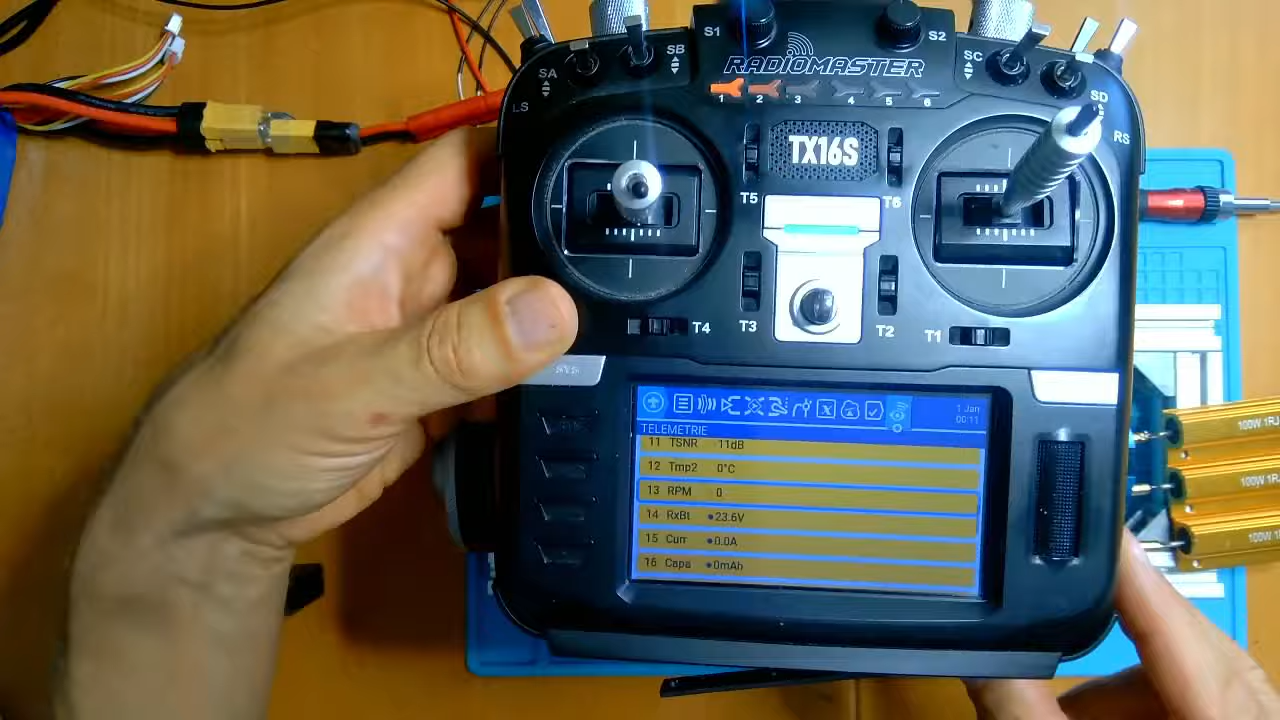 S1
S2
SB
SC
SA
SD
LS
RS
RADIOMASTER
1 2 3 4 5 6
TX16S
T5
T6
T4
T3
T2
T1
1 Jan
00:11
TELEMETRIE
11 TSNR 11dB
12 Tmp2 0°C
13 RPM 0
14 RxBt 23.6V
15 Curr 0.0A
16 Capa 0mAh
100W 1RJ
100W 1RJ
100W 1R